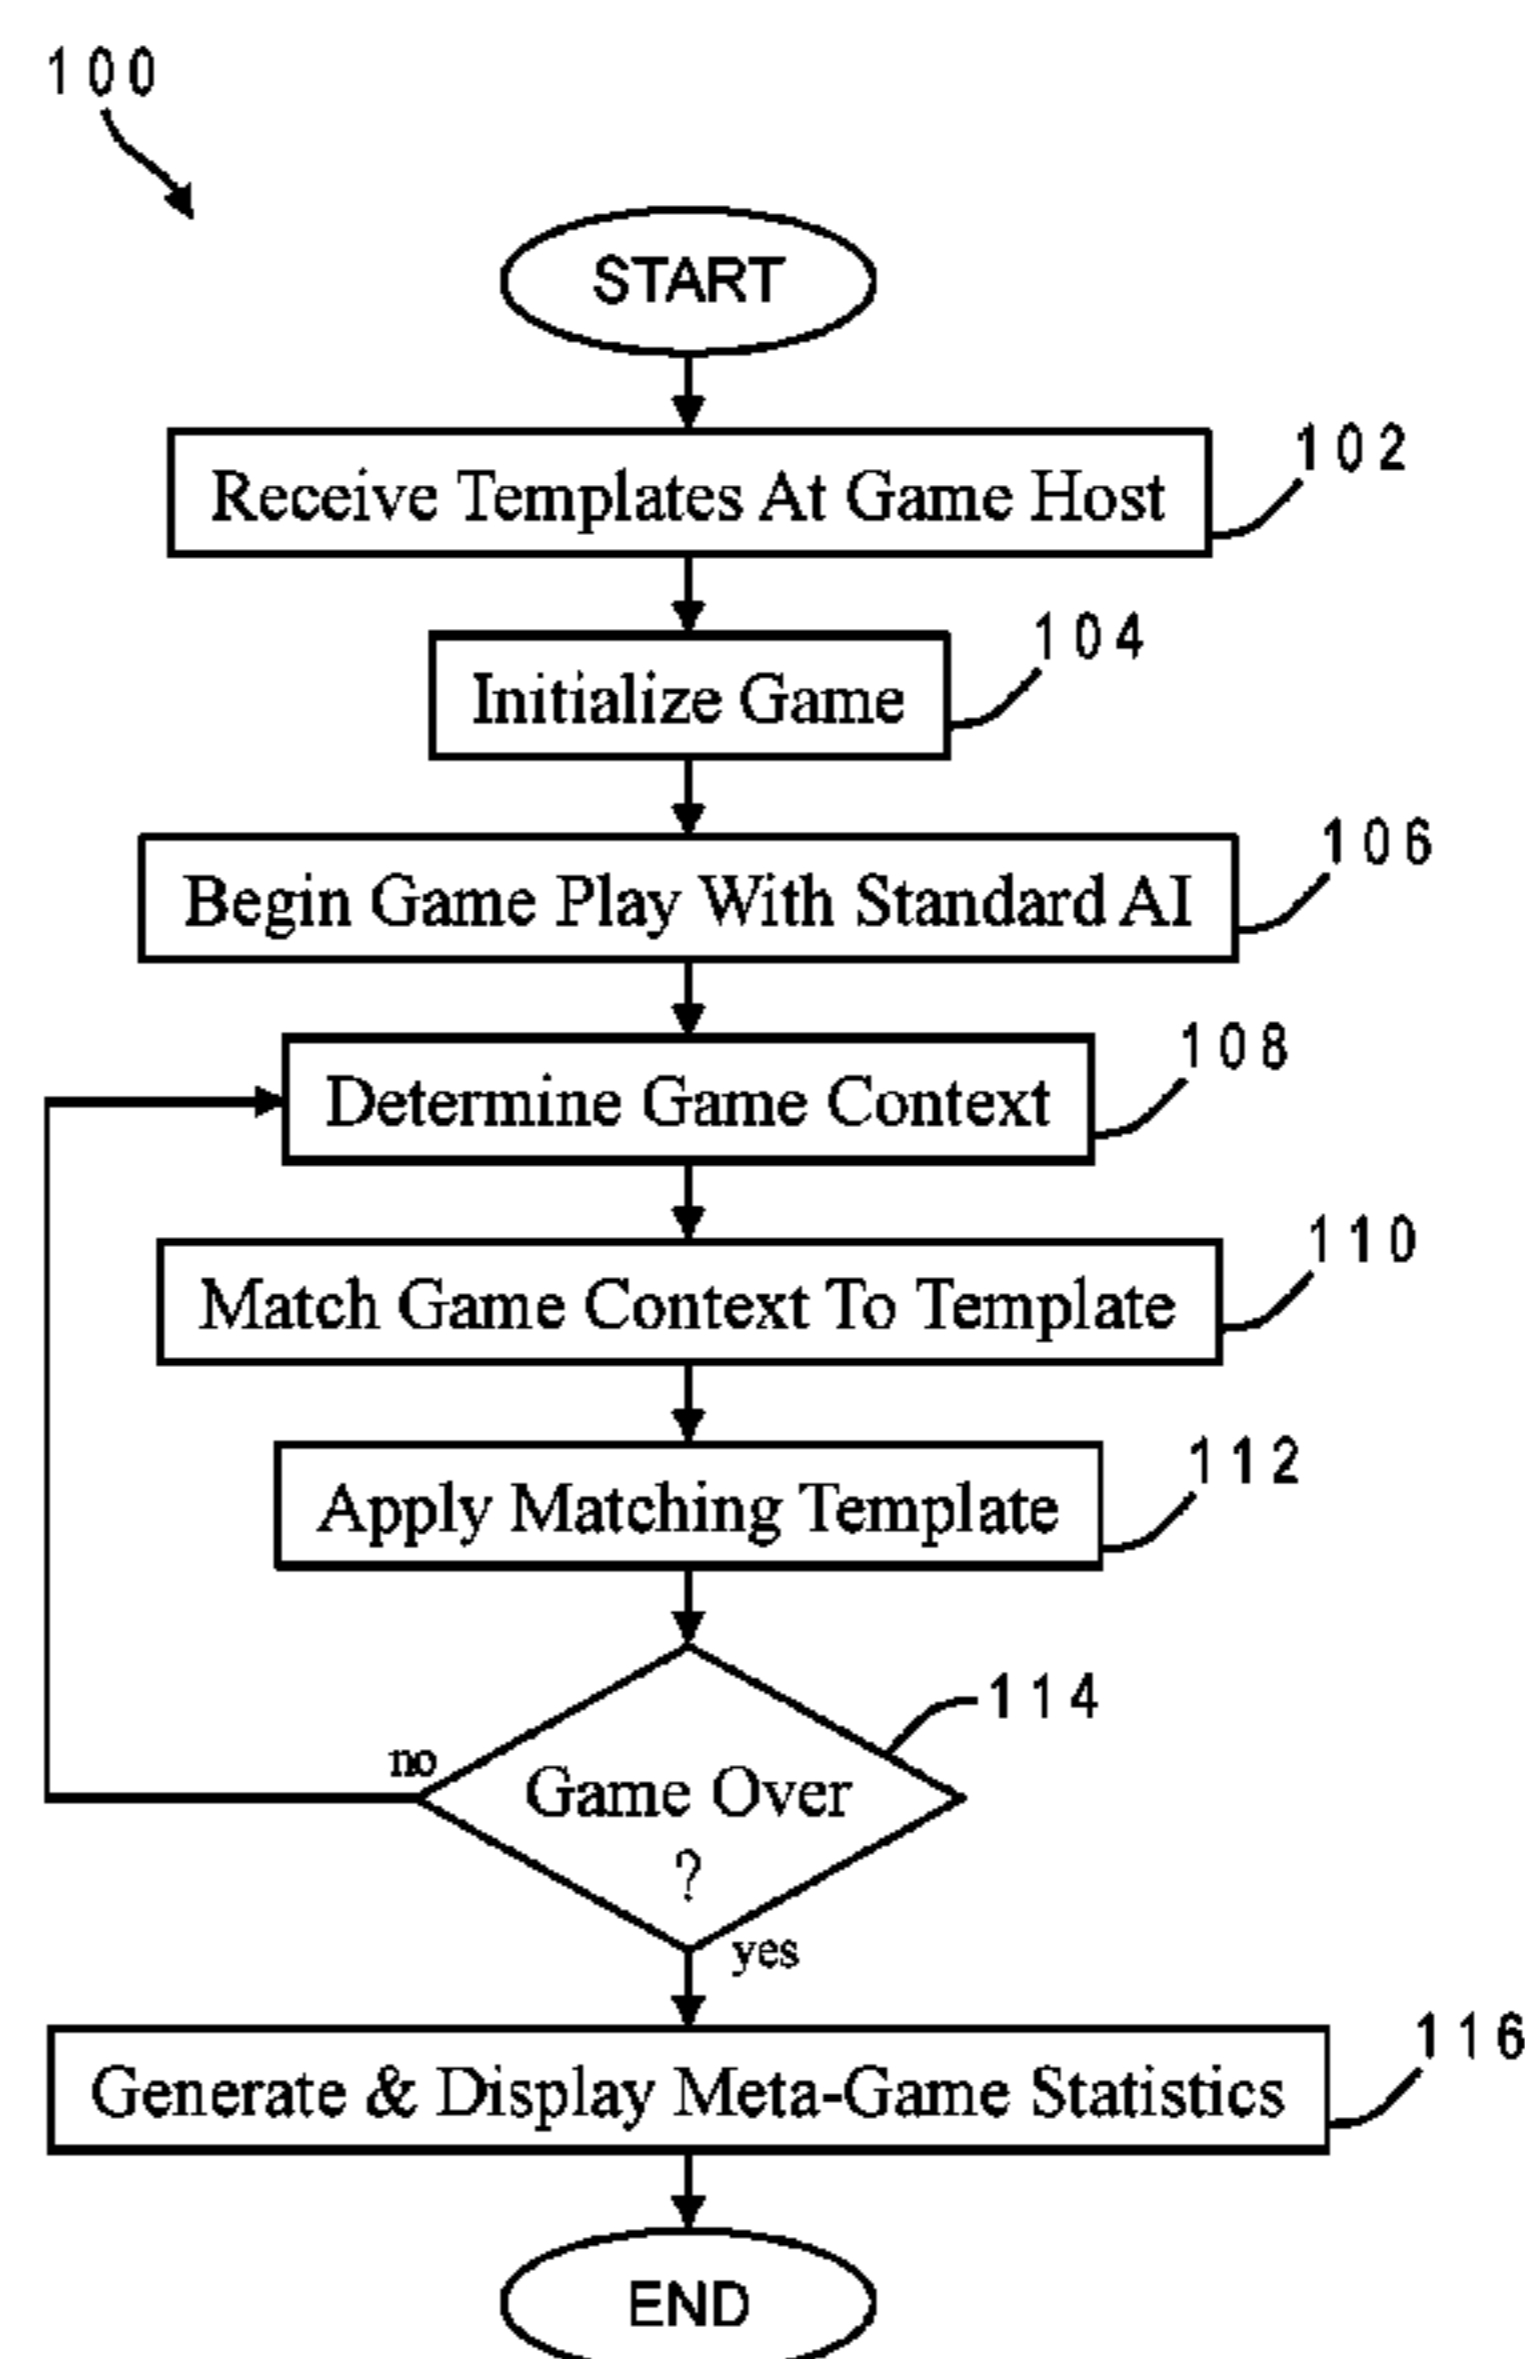 100
START
Receive Templates At Game Host
102
Initialize Game
104
Begin Game Play With Standard AI
106
Determine Game Context
108
Match Game Context To Template
110
Apply Matching Template
112
114
no
Game Over
?
yes
Generate & Display Meta-Game Statistics
116
END